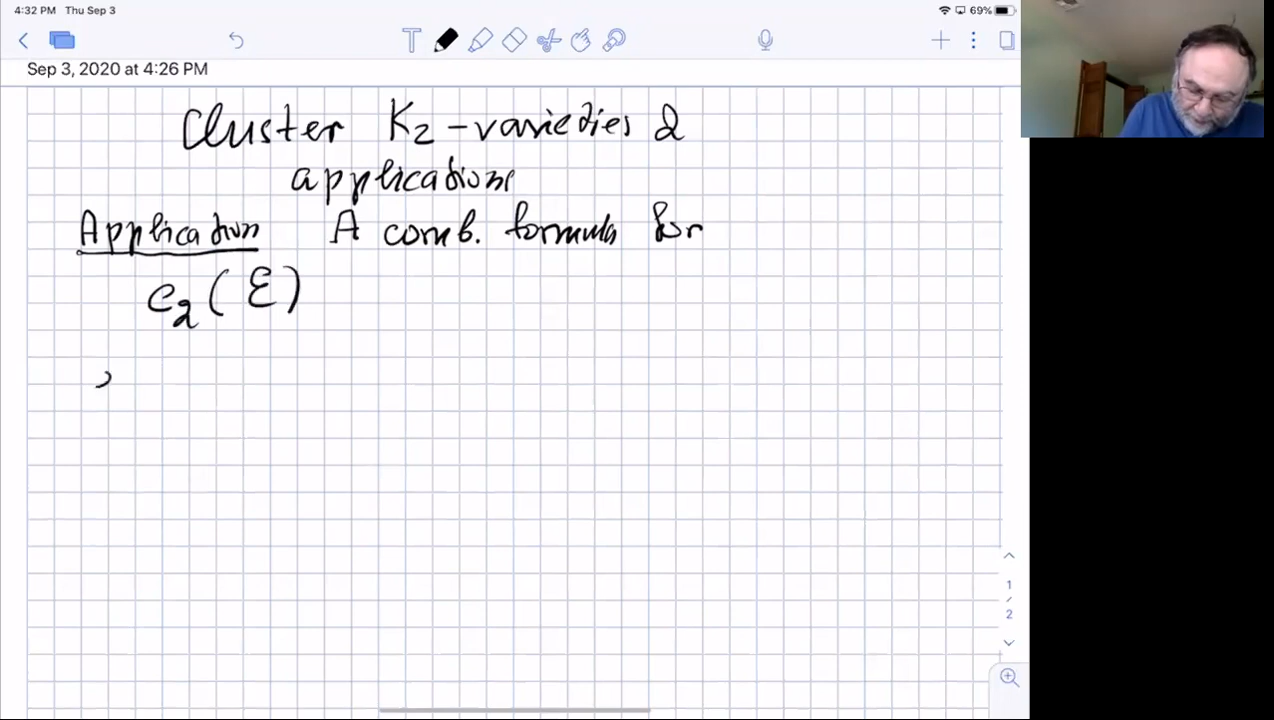 4:32 PM Thu Sep 3
69%
Sep 3, 2020 at 4:26 PM
Cluster K2-varieties &
applications
Application A comb. formula for
c2(ε)
1
2